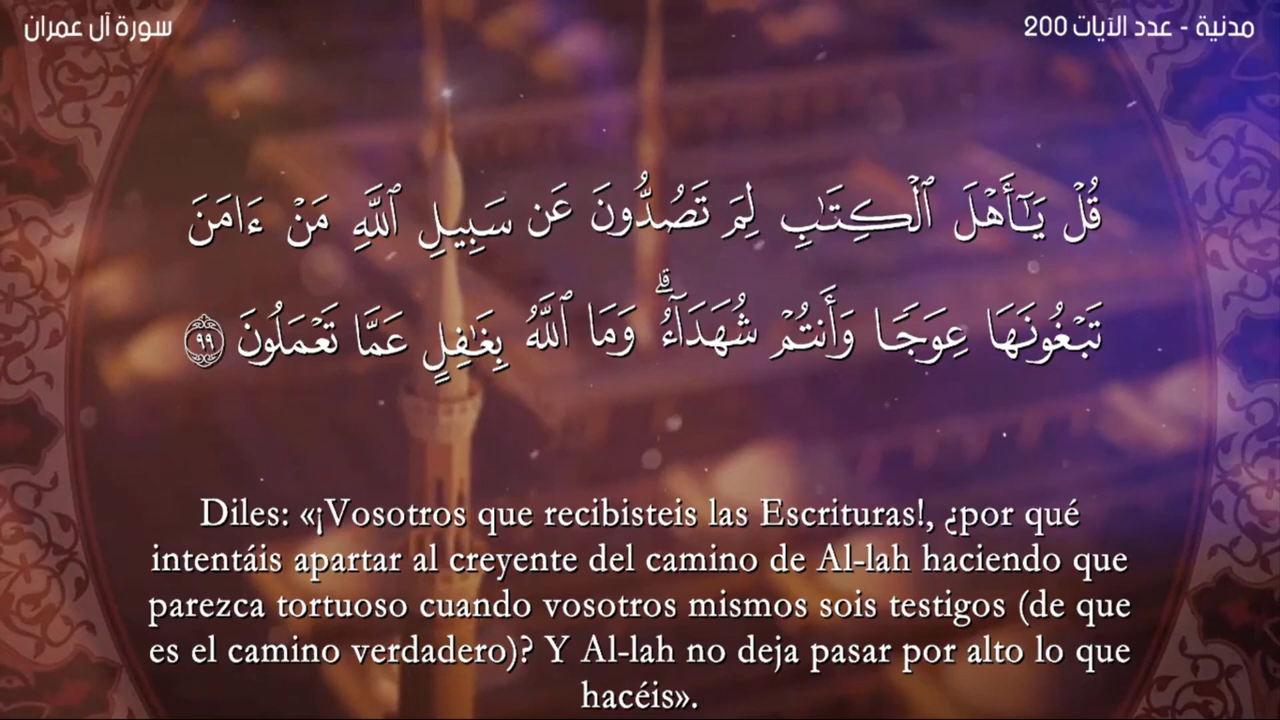 سورة آل عمران
مدنية - عدد الآيات 200
قُلْ يَـٰٓأَهْلَ ٱلْكِتَـٰبِ لِمَ تَصُدُّونَ عَن سَبِيلِ ٱللَّهِ مَنْ ءَامَنَ
تَبْغُونَهَا عِوَجًا وَأَنتُمْ شُهَدَآءُ ۗ وَمَا ٱللَّهُ بِغَـٰفِلٍ عَمَّا تَعْمَلُونَ ٩٩
Diles: «¡Vosotros que recibisteis las Escrituras!, ¿por qué
intentáis apartar al creyente del camino de Al-lah haciendo que
parezca tortuoso cuando vosotros mismos sois testigos (de que
es el camino verdadero)? Y Al-lah no deja pasar por alto lo que
hacéis».